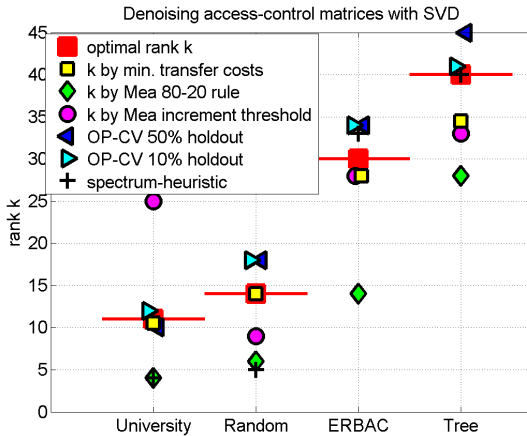 Denoising access-control matrices with SVD
optimal rank k
k by min. transfer costs
k by Mea 80-20 rule
k by Mea increment threshold
OP-CV 50% holdout
OP-CV 10% holdout
spectrum-heuristic
rank k
45
40
35
30
25
20
15
10
5
0
University Random ERBAC Tree